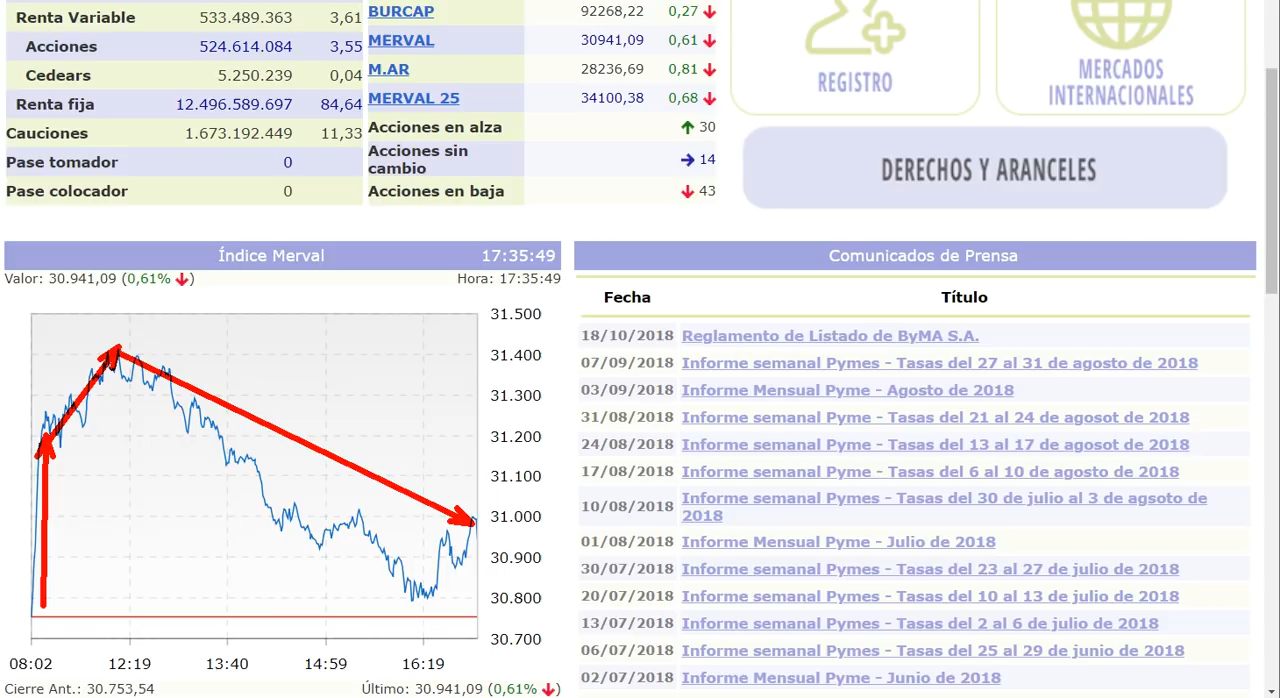 Renta Variable 533.489.363 3,61
Acciones 524.614.084 3,55
Cedears 5.250.239 0,04
Renta fija 12.496.589.697 84,64
Cauciones 1.673.192.449 11,33
Pase tomador 0
Pase colocador 0
BURCAP 92268,22 0,27
MERVAL 30941,09 0,61
M.AR 28236,69 0,81
MERVAL 25 34100,38 0,68
Acciones en alza 30
Acciones sin
cambio 14
Acciones en baja 43
REGISTRO
MERCADOS
INTERNACIONALES
DERECHOS Y ARANCELES
Índice Merval 17:35:49
Valor: 30.941,09 (0,61% ) Hora: 17:35:49
31.500
31.400
31.300
31.200
31.100
31.000
30.900
30.800
30.700
08:02 12:19 13:40 14:59 16:19
Cierre Ant.: 30.753,54 Último: 30.941,09 (0,61% )
Comunicados de Prensa
Fecha Título
18/10/2018 Reglamento de Listado de ByMA S.A.
07/09/2018 Informe semanal Pymes - Tasas del 27 al 31 de agosto de 2018
03/09/2018 Informe Mensual Pyme - Agosto de 2018
31/08/2018 Informe semanal Pymes - Tasas del 21 al 24 de agosot de 2018
24/08/2018 Informe semanal Pyme - Tasas del 13 al 17 de agosot de 2018
17/08/2018 Informe semanal Pyme - Tasas del 6 al 10 de agosto de 2018
10/08/2018 Informe semanal Pymes - Tasas del 30 de julio al 3 de agsoto de
2018
01/08/2018 Informe Mensual Pyme - Julio de 2018
30/07/2018 Informe semanal Pymes - Tasas del 23 al 27 de julio de 2018
20/07/2018 Informe semanal Pymes - Tasas del 10 al 13 de julio de 2018
13/07/2018 Informe semanal Pymes - Tasas del 2 al 6 de julio de 2018
06/07/2018 Informe semanal Pymes - Tasas del 25 al 29 de junio de 2018
02/07/2018 Informe Mensual Pyme - Junio de 2018